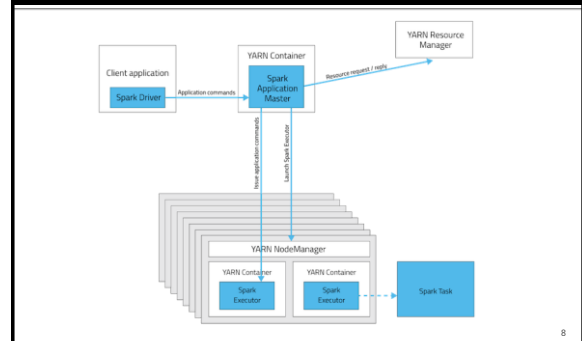 YARN Resource
Manager
YARN Container
Client application
Spark
Application
Master
Resource request / reply
Spark Driver
Application commands
Issue application commands
Launch Spark Executor
YARN NodeManager
YARN Container
YARN Container
Spark
Executor
Spark
Executor
Spark Task
8